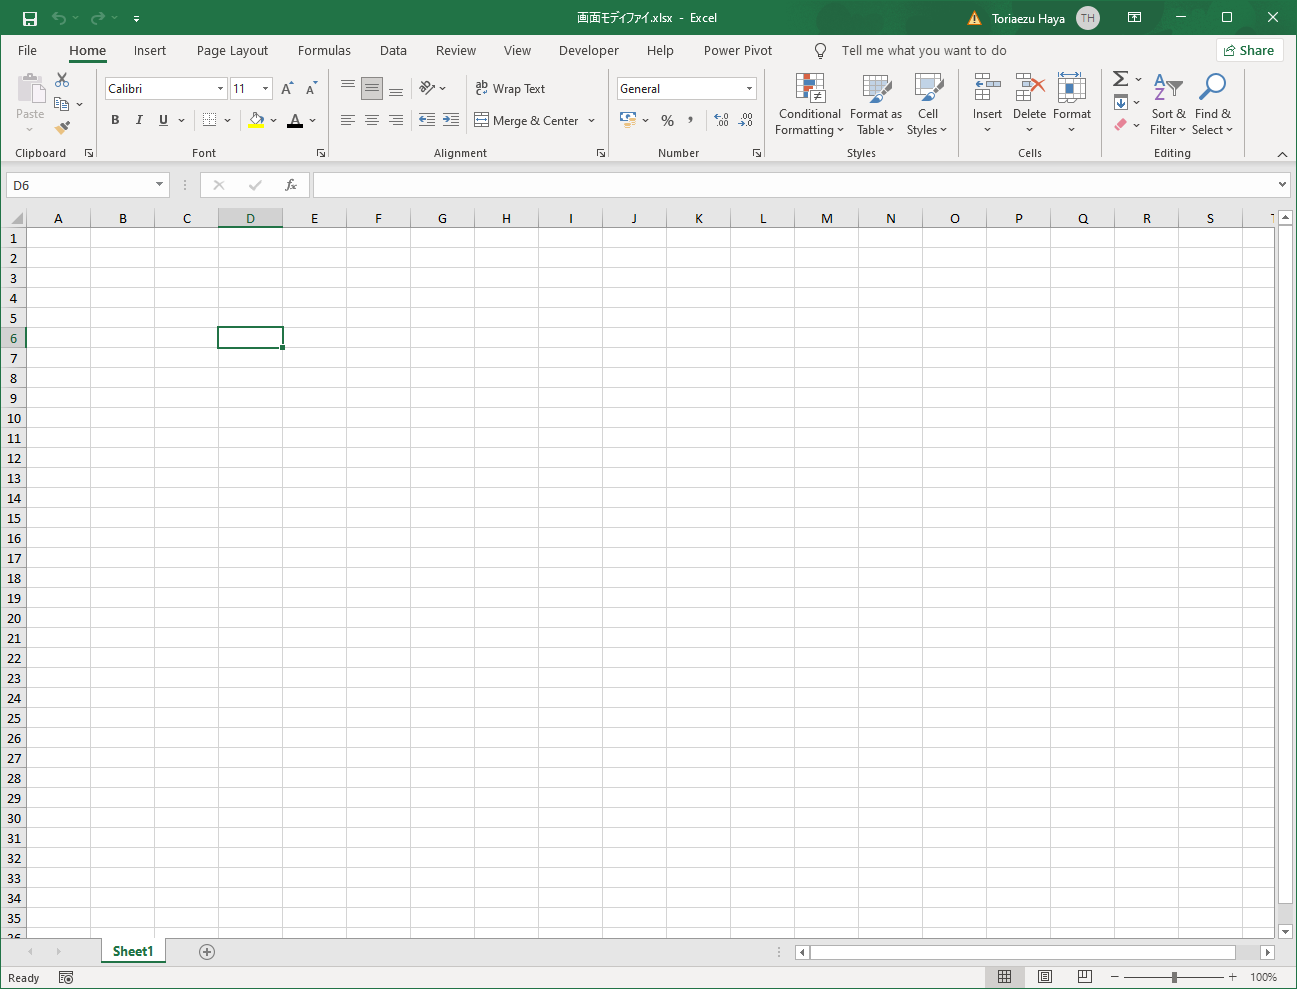 画面モディファイ.xlsx - Excel
Toriaezu Haya TH
File Home Insert Page Layout Formulas Data Review View Developer Help Power Pivot Tell me what you want to do Share
Paste
Clipboard
Calibri 11
B I U A
Font
ab Wrap Text
Merge & Center
Alignment
General
% ,
Number
Conditional Formatting
Format as Table
Cell Styles
Styles
Insert Delete Format
Cells
Sort & Filter
Find & Select
Editing
D6 fx
A B C D E F G H I J K L M N O P Q R S T
1
2
3
4
5
6
7
8
9
10
11
12
13
14
15
16
17
18
19
20
21
22
23
24
25
26
27
28
29
30
31
32
33
34
35
36
Sheet1
Ready 100%